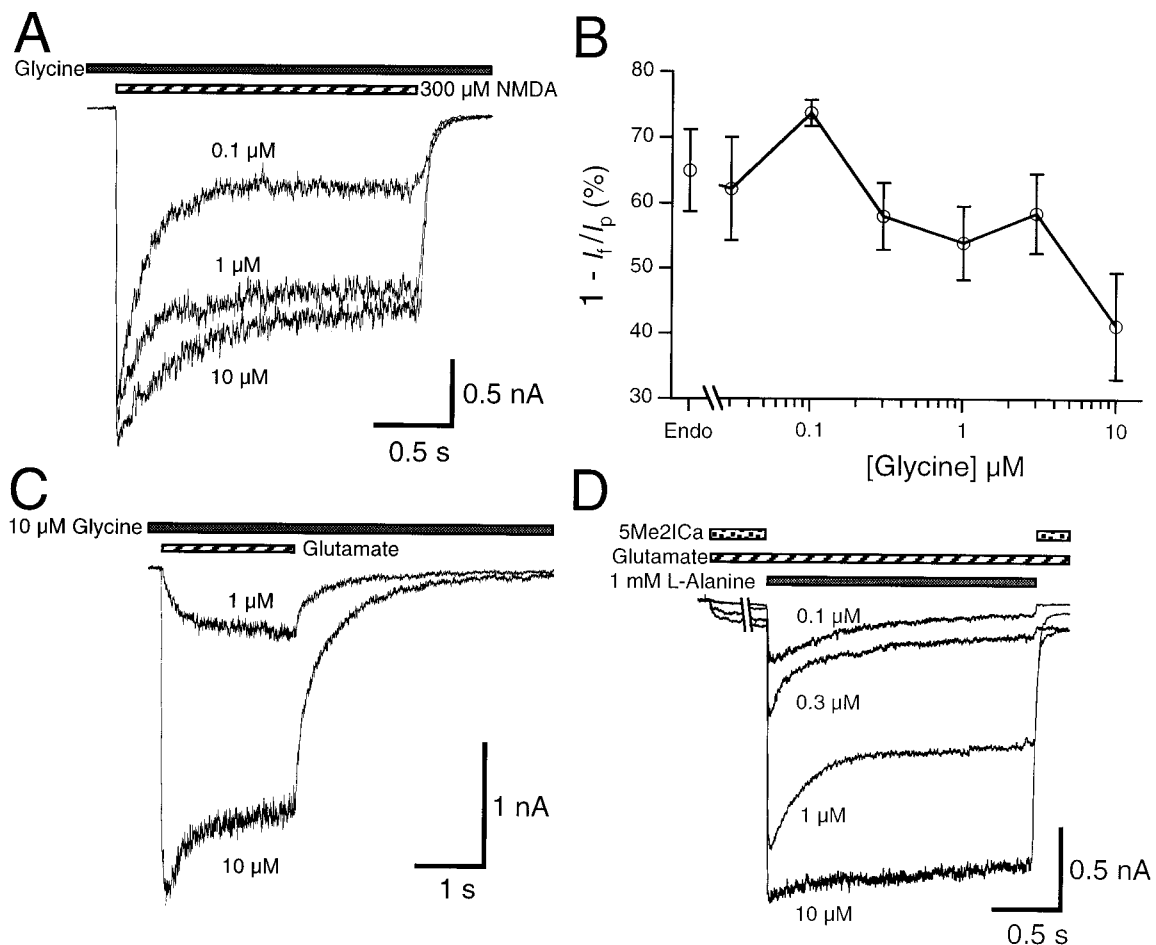 A
Glycine
300 µM NMDA
0.1 µM
1 µM
10 µM
0.5 nA
0.5 s
B
80
70
60
50
40
30
1 - If/Ip (%)
Endo
0.1
1
10
[Glycine] µM
C
10 µM Glycine
Glutamate
1 µM
10 µM
1 nA
1 s
D
5Me2ICa
Glutamate
1 mM L-Alanine
0.1 µM
0.3 µM
1 µM
10 µM
0.5 nA
0.5 s